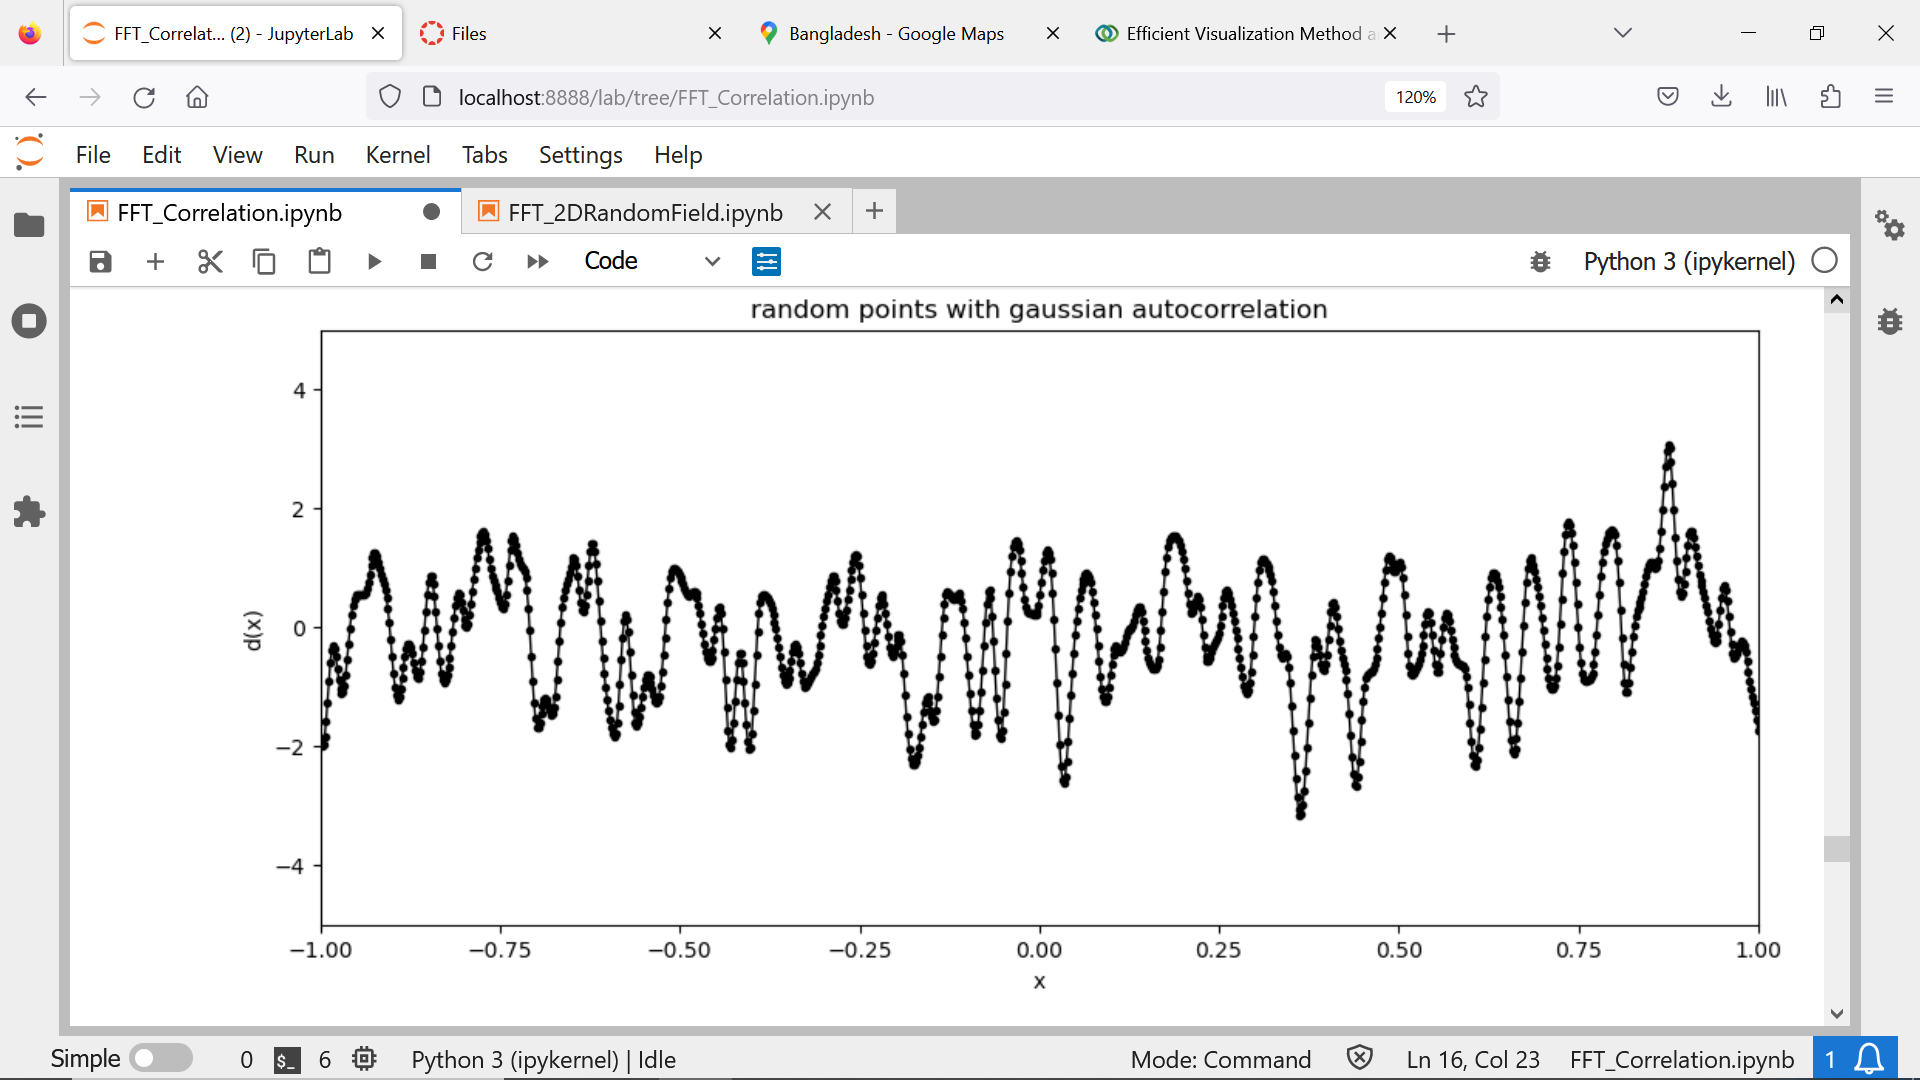 FFT_Correlat... (2) - JupyterLab
Files
Bangladesh - Google Maps
Efficient Visualization Method a
localhost:8888/lab/tree/FFT_Correlation.ipynb
120%
File Edit View Run Kernel Tabs Settings Help
FFT_Correlation.ipynb
FFT_2DRandomField.ipynb
Code
Python 3 (ipykernel)
random points with gaussian autocorrelation
4
2
0
−2
−4
d(x)
−1.00 −0.75 −0.50 −0.25 0.00 0.25 0.50 0.75 1.00
x
Simple 0 $_ 6 Python 3 (ipykernel) | Idle Mode: Command Ln 16, Col 23 FFT_Correlation.ipynb 1